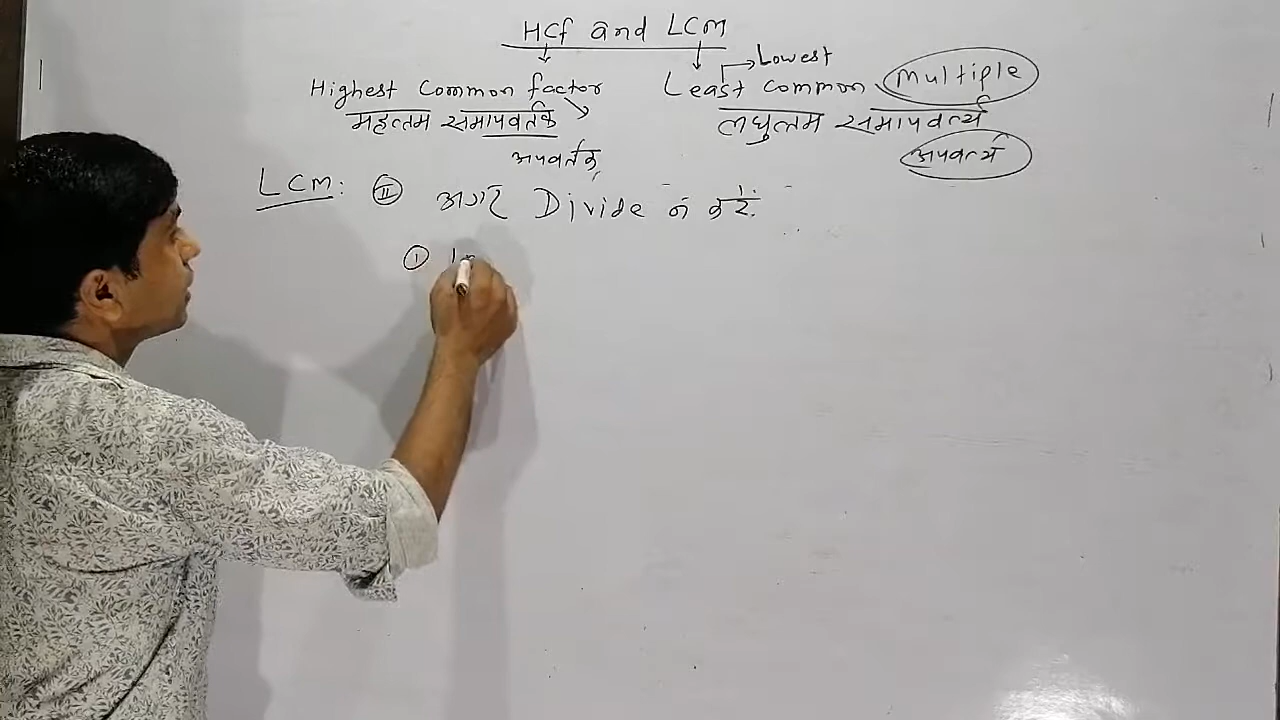 HCf and LCM
Lowest
Highest Common factor Least common Multiple
महत्तम समापवर्तक लघुत्तम समापवर्त्य
अपवर्तक अपवर्त्य
LCM: II अगर Divide न करे.
①